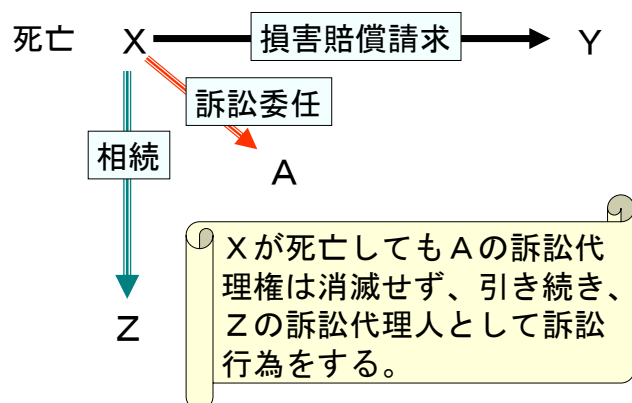 死亡 X 損害賠償請求 Y
訴訟委任
相続
A
Xが死亡してもAの訴訟代
理権は消滅せず、引き続き、
Zの訴訟代理人として訴訟
行為をする。
Z